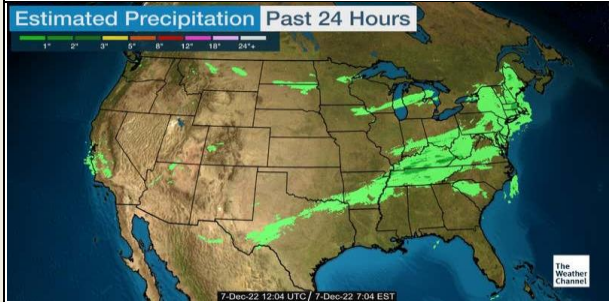 Estimated Precipitation Past 24 Hours
1" 2" 3" 5" 8" 12" 18" 24"+
The
Weather
Channel
7-Dec-22 12:04 UTC / 7-Dec-22 7:04 EST